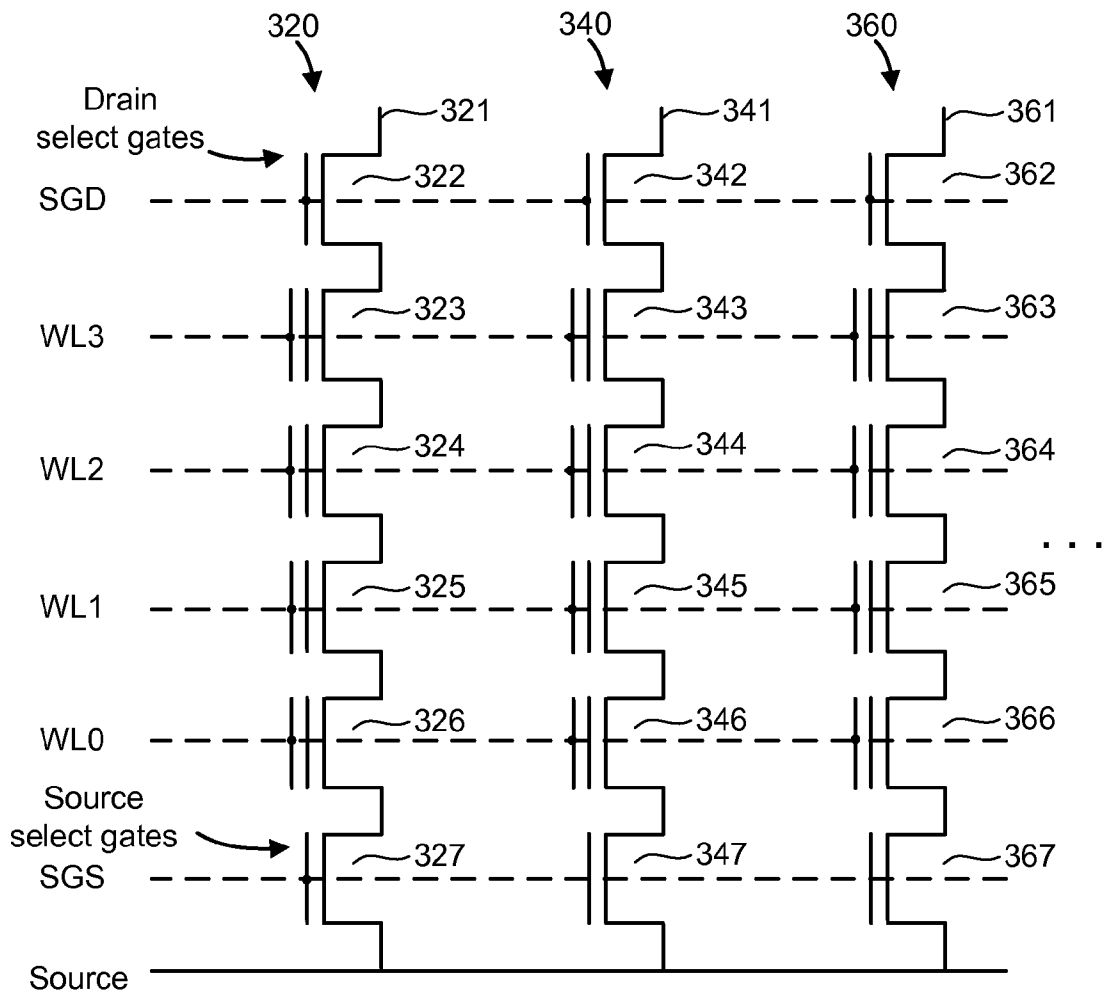 320 340 360
Drain
select gates
321 341 361
SGD 322 342 362
WL3 323 343 363
WL2 324 344 364
. . .
WL1 325 345 365
WL0 326 346 366
Source
select gates
SGS 327 347 367
Source